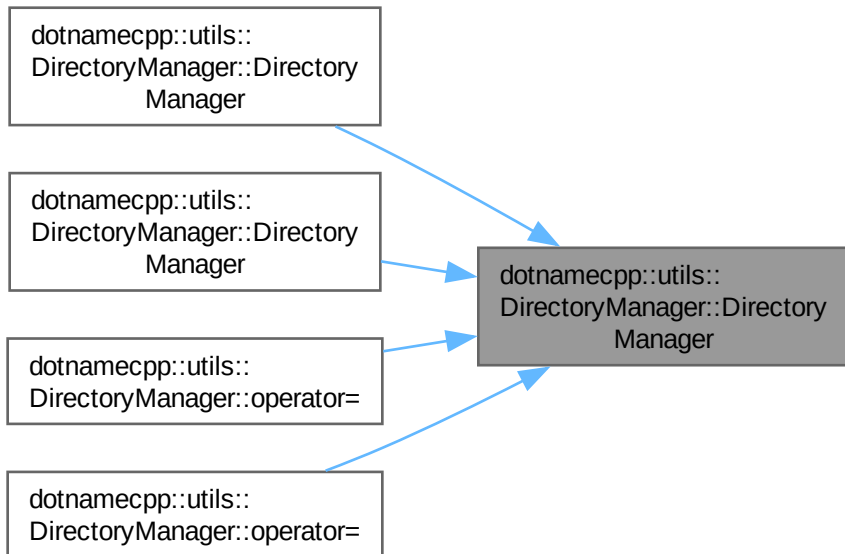 dotnamecpp::utils::
DirectoryManager::Directory
Manager
dotnamecpp::utils::
DirectoryManager::Directory
Manager
dotnamecpp::utils::
DirectoryManager::Directory
Manager
dotnamecpp::utils::
DirectoryManager::operator=
dotnamecpp::utils::
DirectoryManager::operator=